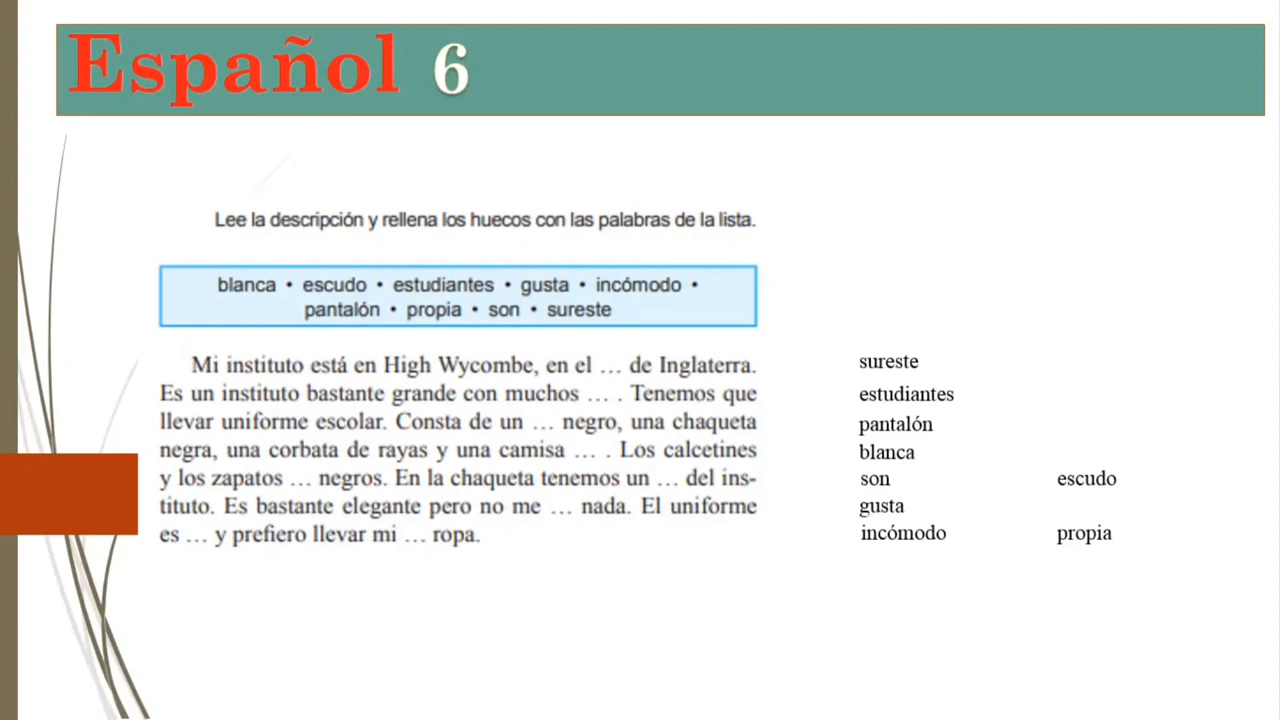 Español 6
Lee la descripción y rellena los huecos con las palabras de la lista.
blanca • escudo • estudiantes • gusta • incómodo •
pantalón • propia • son • sureste
Mi instituto está en High Wycombe, en el … de Inglaterra.
Es un instituto bastante grande con muchos … . Tenemos que
llevar uniforme escolar. Consta de un … negro, una chaqueta
negra, una corbata de rayas y una camisa … . Los calcetines
y los zapatos … negros. En la chaqueta tenemos un … del ins-
tituto. Es bastante elegante pero no me … nada. El uniforme
es … y prefiero llevar mi … ropa.
sureste
estudiantes
pantalón
blanca
son escudo
gusta
incómodo propia